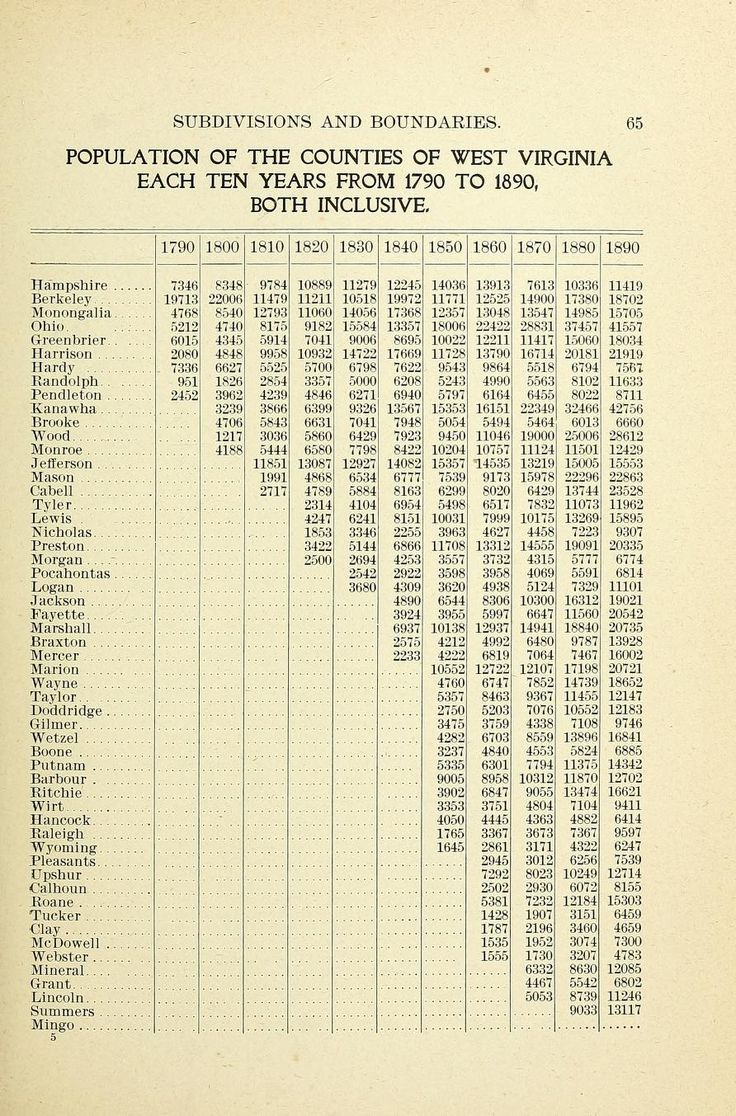 SUBDIVISIONS AND BOUNDARIES. 65
POPULATION OF THE COUNTIES OF WEST VIRGINIA
EACH TEN YEARS FROM 1790 TO 1890,
BOTH INCLUSIVE.
1790 1800 1810 1820 1830 1840 1850 1860 1870 1880 1890
Hampshire 7346 8348 9784 10889 11279 12245 14036 13913 7613 10336 11419
Berkeley 19713 22006 11479 11211 10518 19972 11771 12525 14900 17380 18702
Monongalia 4768 8540 12793 11060 14056 17368 12357 13048 13547 14985 15705
Ohio 5212 4740 8175 9182 15584 13357 18006 22422 28831 37457 41557
Greenbrier 6015 4345 5914 7041 9006 8695 10022 12211 11417 15060 18034
Harrison 2080 4848 9958 10932 14722 17669 11728 13790 16714 20181 21919
Hardy 7336 6627 5525 5700 6798 7622 9543 9864 5518 6794 7567
Randolph 951 1826 2854 3357 5000 6208 5243 4990 5563 8102 11633
Pendleton 2452 3962 4239 4846 6271 6940 5797 6164 6455 8022 8711
Kanawha 3239 3866 6399 9326 13567 15353 16151 22349 32466 42756
Brooke 4706 5843 6631 7041 7948 5054 5494 5464 6013 6660
Wood 1217 3036 5860 6429 7923 9450 11046 19000 25006 28612
Monroe 4188 5444 6580 7798 8422 10204 10757 11124 11501 12429
Jefferson 11851 13087 12927 14082 15357 14535 13219 15005 15553
Mason 1991 4868 6534 6777 7539 9173 15978 22296 22863
Cabell 2717 4789 5884 8163 6299 8020 6429 13744 23528
Tyler 2314 4104 6954 5498 6517 7832 11073 11962
Lewis 4247 6241 8151 10031 7999 10175 13269 15895
Nicholas 1853 3346 2255 3963 4627 4458 7223 9307
Preston 3422 5144 6866 11708 13312 14555 19091 20335
Morgan 2500 2694 4253 3557 3732 4315 5777 6774
Pocahontas 2542 2922 3598 3958 4069 5591 6814
Logan 3680 4309 3620 4938 5124 7329 11101
Jackson 4890 6544 8306 10300 16312 19021
Fayette 3924 3955 5997 6647 11560 20542
Marshall 6937 10138 12937 14941 18840 20735
Braxton 2575 4212 4992 6480 9787 13928
Mercer 2233 4222 6819 7064 7467 16002
Marion 10552 12722 12107 17198 20721
Wayne 4760 6747 7852 14739 18652
Taylor 5357 8463 9367 11455 12147
Doddridge 2750 5203 7076 10552 12183
Gilmer 3475 3759 4338 7108 9746
Wetzel 4282 6703 8559 13896 16841
Boone 3237 4840 4553 5824 6885
Putnam 5335 6301 7794 11375 14342
Barbour 9005 8958 10312 11870 12702
Ritchie 3902 6847 9055 13474 16621
Wirt 3353 3751 4804 7104 9411
Hancock 4050 4445 4363 4882 6414
Raleigh 1765 3367 3673 7367 9597
Wyoming 1645 2861 3171 4322 6247
Pleasants 2945 3012 6256 7539
Upshur 7292 8023 10249 12714
Calhoun 2502 2930 6072 8155
Roane 5381 7232 12184 15303
Tucker 1428 1907 3151 6459
Clay 1787 2196 3460 4659
McDowell 1535 1952 3074 7300
Webster 1555 1730 3207 4783
Mineral 6332 8630 12085
Grant 4467 5542 6802
Lincoln 5053 8739 11246
Summers 9033 13117
Mingo
5